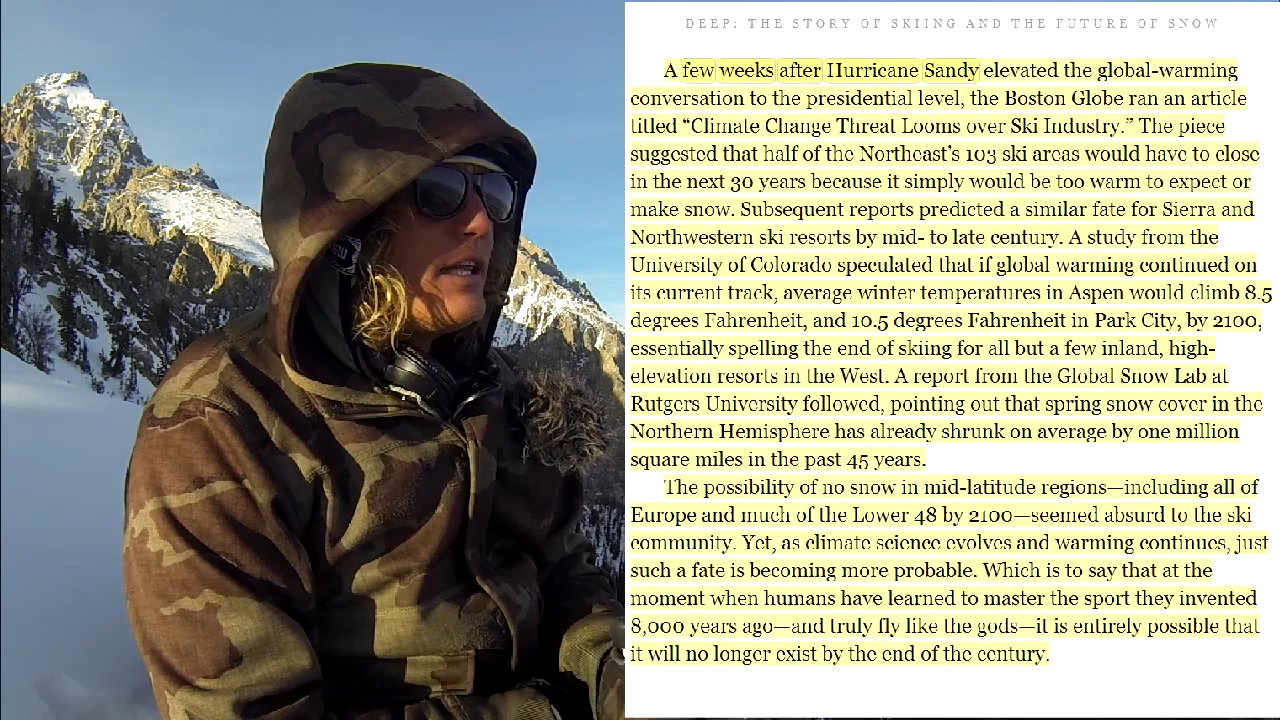 DEEP: THE STORY OF SKIING AND THE FUTURE OF SNOW
A few weeks after Hurricane Sandy elevated the global-warming
conversation to the presidential level, the Boston Globe ran an article
titled “Climate Change Threat Looms over Ski Industry.” The piece
suggested that half of the Northeast’s 103 ski areas would have to close
in the next 30 years because it simply would be too warm to expect or
make snow. Subsequent reports predicted a similar fate for Sierra and
Northwestern ski resorts by mid- to late century. A study from the
University of Colorado speculated that if global warming continued on
its current track, average winter temperatures in Aspen would climb 8.5
degrees Fahrenheit, and 10.5 degrees Fahrenheit in Park City, by 2100,
essentially spelling the end of skiing for all but a few inland, high-
elevation resorts in the West. A report from the Global Snow Lab at
Rutgers University followed, pointing out that spring snow cover in the
Northern Hemisphere has already shrunk on average by one million
square miles in the past 45 years.
The possibility of no snow in mid-latitude regions—including all of
Europe and much of the Lower 48 by 2100—seemed absurd to the ski
community. Yet, as climate science evolves and warming continues, just
such a fate is becoming more probable. Which is to say that at the
moment when humans have learned to master the sport they invented
8,000 years ago—and truly fly like the gods—it is entirely possible that
it will no longer exist by the end of the century.